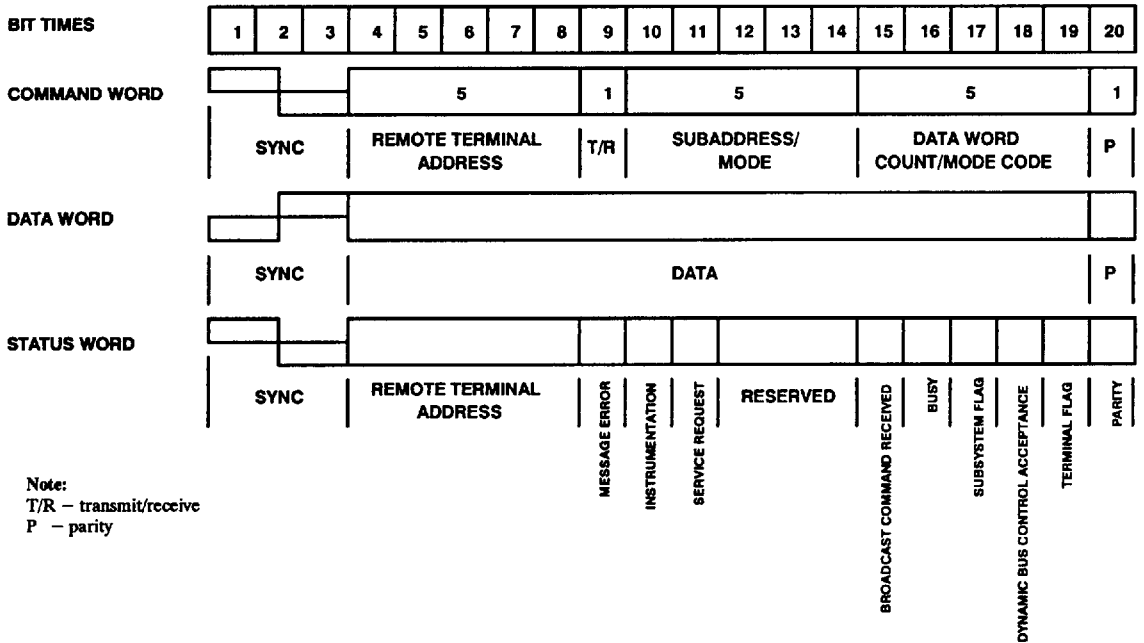 BIT TIMES 1 2 3 4 5 6 7 8 9 10 11 12 13 14 15 16 17 18 19 20
COMMAND WORD 5 1 5 5 1
SYNC REMOTE TERMINAL ADDRESS T/R SUBADDRESS/ MODE DATA WORD COUNT/MODE CODE P
DATA WORD
SYNC DATA P
STATUS WORD
SYNC REMOTE TERMINAL ADDRESS MESSAGE ERROR INSTRUMENTATION SERVICE REQUEST RESERVED BROADCAST COMMAND RECEIVED BUSY SUBSYSTEM FLAG DYNAMIC BUS CONTROL ACCEPTANCE TERMINAL FLAG PARITY
Note:
T/R – transmit/receive
P – parity